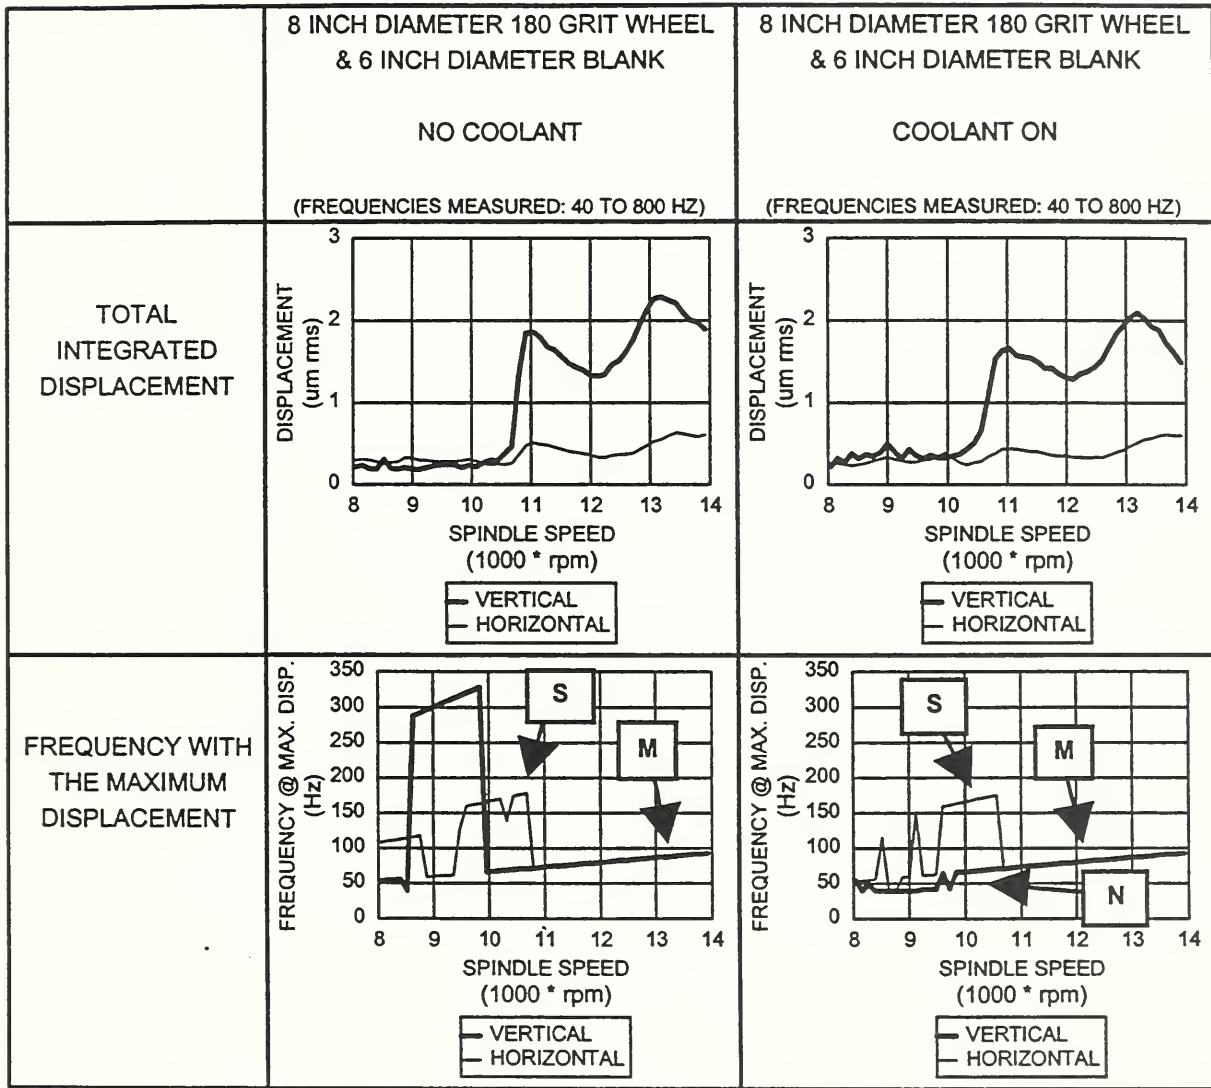 8 INCH DIAMETER 180 GRIT WHEEL
& 6 INCH DIAMETER BLANK
NO COOLANT
(FREQUENCIES MEASURED: 40 TO 800 HZ)
8 INCH DIAMETER 180 GRIT WHEEL
& 6 INCH DIAMETER BLANK
COOLANT ON
(FREQUENCIES MEASURED: 40 TO 800 HZ)
TOTAL
INTEGRATED
DISPLACEMENT
DISPLACEMENT
(um rms)
3
2
1
0
8 9 10 11 12 13 14
SPINDLE SPEED
(1000 * rpm)
VERTICAL
HORIZONTAL
DISPLACEMENT
(um rms)
3
2
1
0
8 9 10 11 12 13 14
SPINDLE SPEED
(1000 * rpm)
VERTICAL
HORIZONTAL
FREQUENCY WITH
THE MAXIMUM
DISPLACEMENT
FREQUENCY @ MAX. DISP.
(Hz)
350
300
250
200
150
100
50
0
S
M
8 9 10 11 12 13 14
SPINDLE SPEED
(1000 * rpm)
VERTICAL
HORIZONTAL
FREQUENCY @ MAX. DISP.
(Hz)
350
300
250
200
150
100
50
0
S
M
N
8 9 10 11 12 13 14
SPINDLE SPEED
(1000 * rpm)
VERTICAL
HORIZONTAL